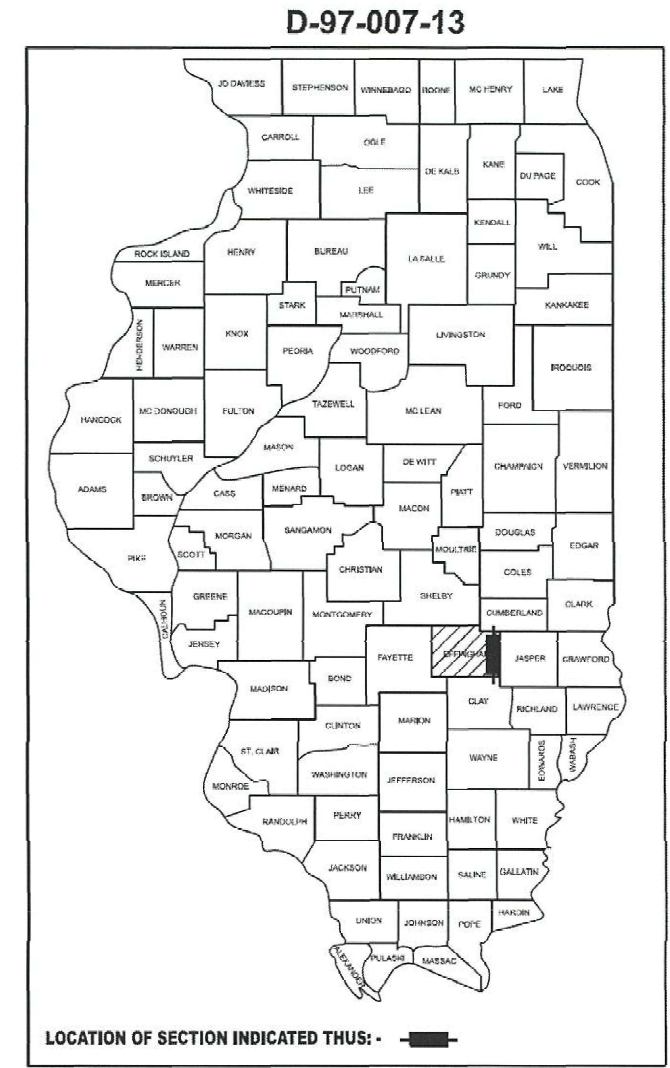 D-97-007-13
JO DAVIESS STEPHENSON WINNEBAGO BOONE MC HENRY LAKE
CARROLL OGLE
DE KALB KANE DU PAGE COOK
WHITESIDE LEE
KENDALL
ROCK ISLAND HENRY BUREAU LA SALLE WILL
MERCER PUTNAM GRUNDY
STARK MARSHALL KANKAKEE
HENDERSON WARREN KNOX PEORIA WOODFORD LIVINGSTON
IROQUOIS
HANCOCK MC DONOUGH FULTON TAZEWELL MC LEAN FORD
MASON
SCHUYLER LOGAN DE WITT CHAMPAIGN VERMILION
ADAMS BROWN CASS MENARD PIATT
MACON
PIKE SCOTT MORGAN SANGAMON DOUGLAS EDGAR
MOULTRIE
CHRISTIAN COLES
CALHOUN GREENE MACOUPIN MONTGOMERY SHELBY CUMBERLAND CLARK
JERSEY FAYETTE EFFINGHAM JASPER CRAWFORD
MADISON BOND
CLAY RICHLAND LAWRENCE
CLINTON MARION
ST. CLAIR WAYNE EDWARDS WABASH
WASHINGTON JEFFERSON
MONROE
RANDOLPH PERRY HAMILTON WHITE
FRANKLIN
JACKSON WILLIAMSON SALINE GALLATIN
UNION JOHNSON POPE HARDIN
ALEXANDER PULASKI MASSAC
LOCATION OF SECTION INDICATED THUS: -